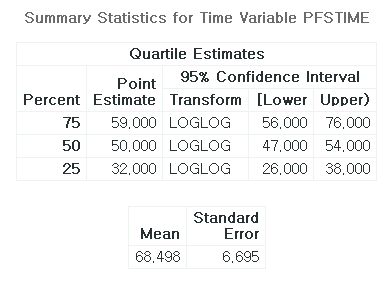 Summary Statistics for Time Variable PFSTIME
Quartile Estimates
Percent Point Estimate 95% Confidence Interval
Transform [Lower Upper)
75 59,000 LOGLOG 56,000 76,000
50 50,000 LOGLOG 47,000 54,000
25 32,000 LOGLOG 26,000 38,000
Mean Standard Error
68,498 6,695